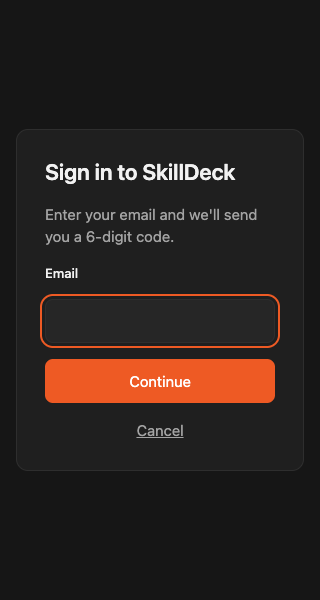 Sign in to SkillDeck
Enter your email and we'll send
you a 6-digit code.
Email
Continue
Cancel